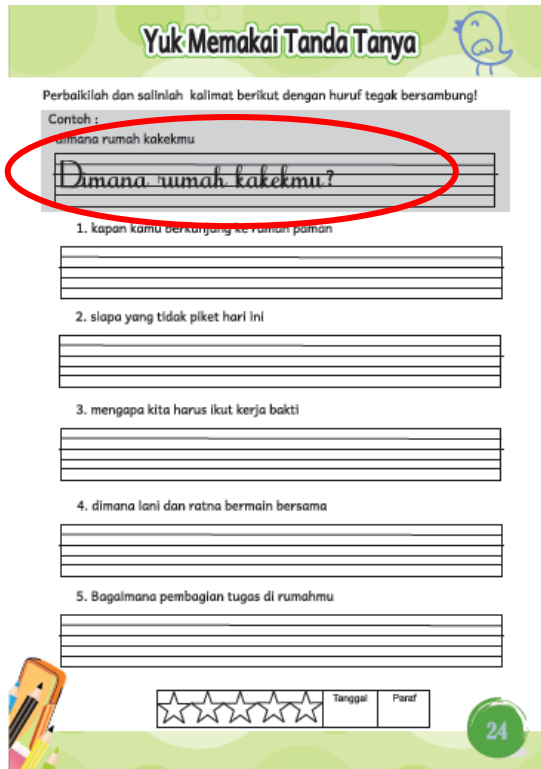 Yuk Memakai Tanda Tanya
Perbaikilah dan salinlah kalimat berikut dengan huruf tegak bersambung!
Contoh :
dimana rumah kakekmu
Dimana rumah kakekmu?
1. kapan kamu berkunjang ke rumah paman
2. siapa yang tidak piket hari ini
3. mengapa kita harus ikut kerja bakti
4. dimana lani dan ratna bermain bersama
5. Bagaimana pembagian tugas di rumahmu
Tanggal Paraf
24